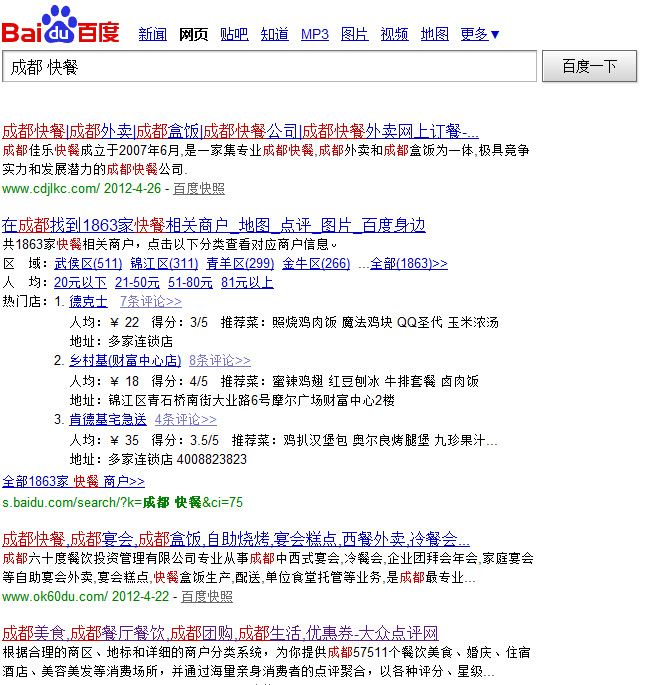 Bai du 百度 新闻 网页 贴吧 知道 MP3 图片 视频 地图 更多▼
成都 快餐 百度一下
成都快餐|成都外卖|成都盒饭|成都快餐公司|成都快餐外卖网上订餐-...
成都佳乐快餐成立于2007年6月,是一家集专业成都快餐,成都外卖和成都盒饭为一体,极具竞争
实力和发展潜力的成都快餐公司.
www.cdjlkc.com/ 2012-4-26 - 百度快照
在成都找到1863家快餐相关商户_地图_点评_图片_百度身边
共1863家快餐相关商户，点击以下分类查看对应商户信息。
区 域：武侯区(511) 锦江区(311) 青羊区(299) 金牛区(266) ...全部(1863)>>
人 均：20元以下 21-50元 51-80元 81元以上
热门店：1. 德克士 7条评论>>
人均：￥ 22 得分：3/5 推荐菜：照烧鸡肉饭 魔法鸡块 QQ圣代 玉米浓汤
地址：多家连锁店
2. 乡村基(财富中心店) 8条评论>>
人均：￥ 18 得分：4/5 推荐菜：蜜辣鸡翅 红豆刨冰 牛排套餐 卤肉饭
地址：锦江区青石桥南街大业路6号摩尔广场财富中心2楼
3. 肯德基宅急送 4条评论>>
人均：￥ 35 得分：3.5/5 推荐菜：鸡扒汉堡包 奥尔良烤腿堡 九珍果汁...
地址：多家连锁店 4008823823
全部1863家 快餐 商户>>
s.baidu.com/search/?k=成都 快餐&ci=75
成都快餐,成都宴会,成都盒饭,自助烧烤,宴会糕点,西餐外卖,冷餐会...
成都六十度餐饮投资管理有限公司专业从事成都中西式宴会,冷餐会,企业团拜会年会,家庭宴会
等自助宴会外卖,宴会糕点,快餐盒饭生产,配送,单位食堂托管等业务,是成都最专业...
www.ok60du.com/ 2012-4-22 - 百度快照
成都美食,成都餐厅餐饮,成都团购,成都生活,优惠券-大众点评网
根据合理的商区、地标和详细的商户分类系统，为你提供成都57511个餐饮美食、婚庆、住宿
酒店、美容美发等消费场所，并通过海量亲身消费者的点评聚合，以各种评分、星级...